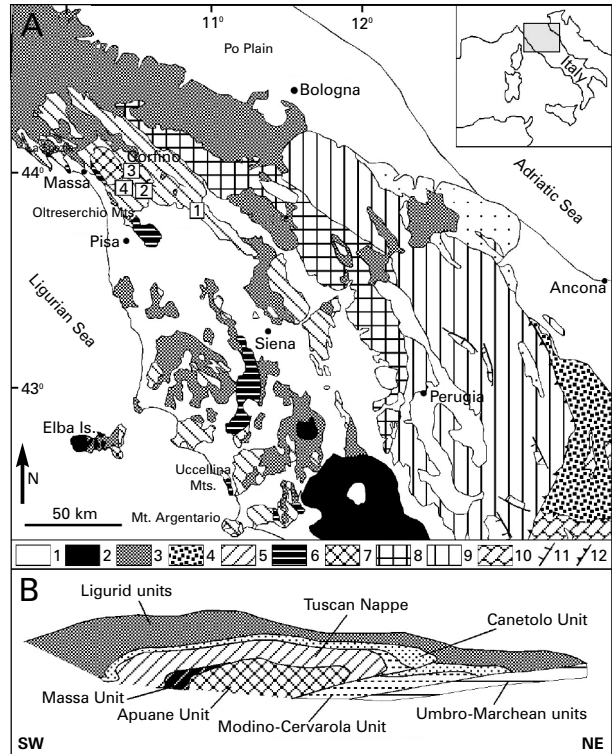 A
11°
12°
Po Plain
Bologna
Italy
Adriatic Sea
Corfino
44°
Massa
3
4
2
1
Oltreserchio Mts.
Pisa
Ligurian Sea
Ancona
Siena
43°
Perugia
Elba Is.
Uccellina
Mts.
N
50 km
Mt. Argentario
1 2 3 4 5 6 7 8 9 10 11 12
B
Ligurid units
Tuscan Nappe
Canetolo Unit
Massa Unit
Apuane Unit
Modino-Cervarola Unit
Umbro-Marchean units
SW
NE